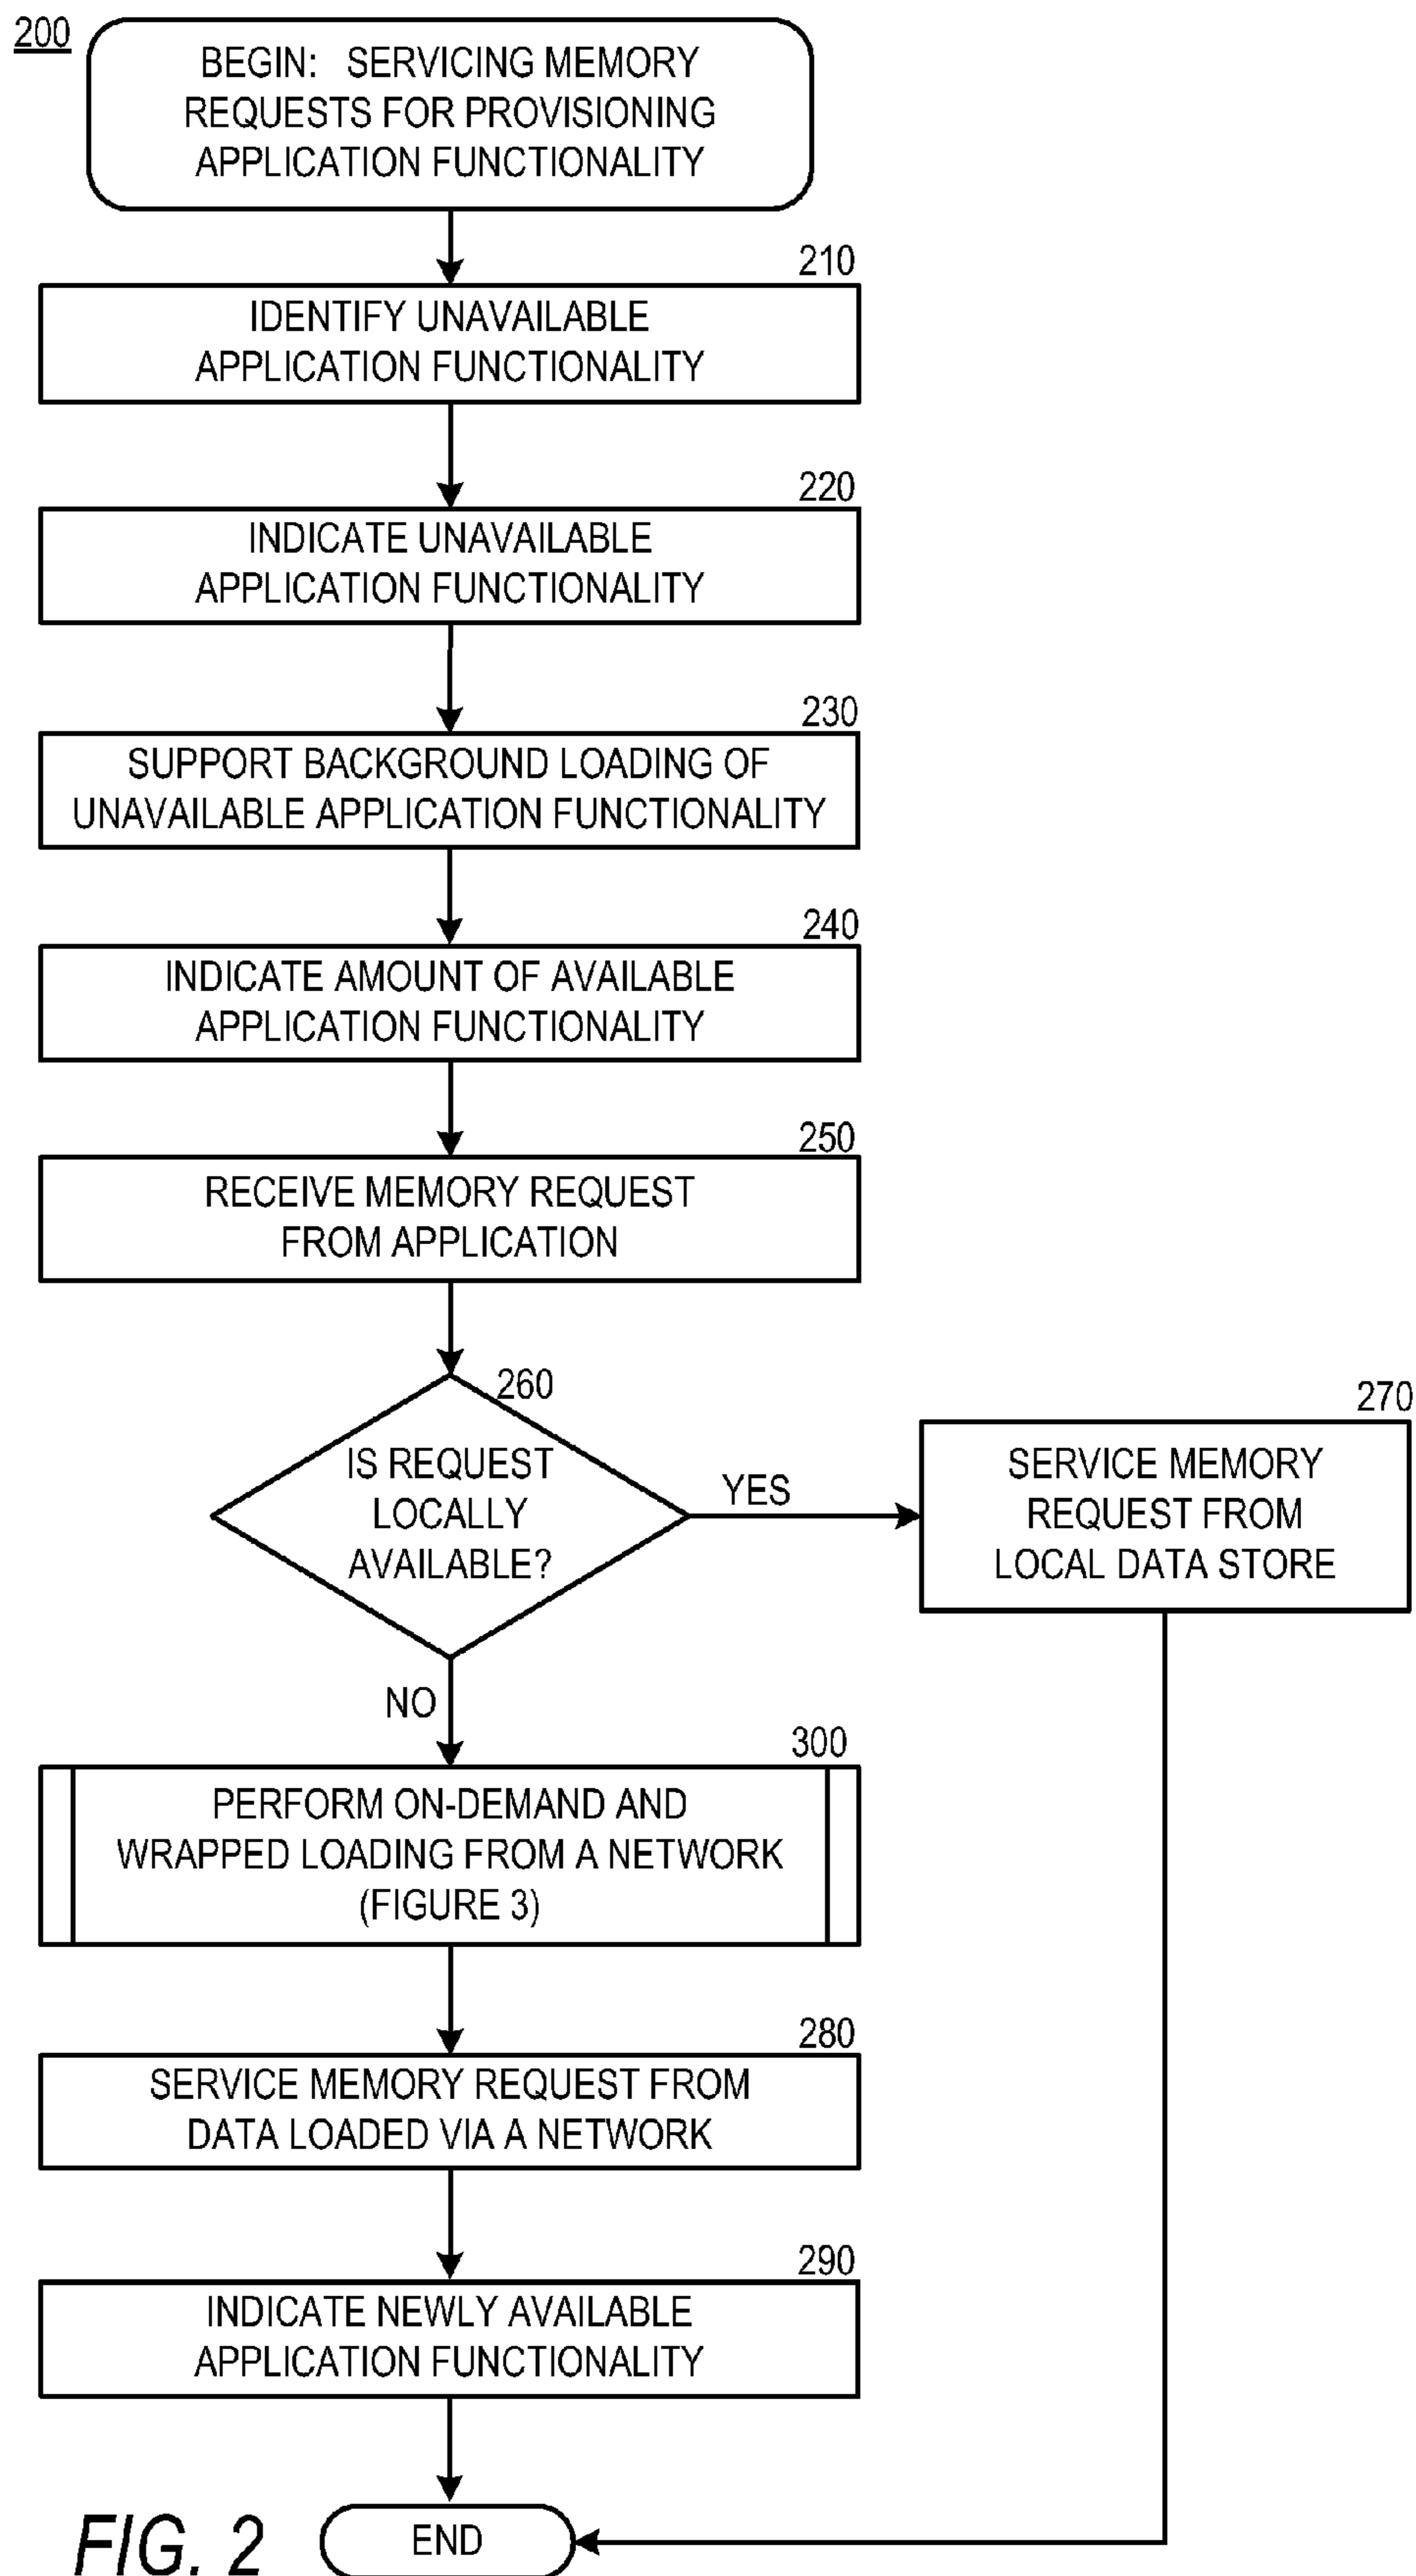 200
BEGIN: SERVICING MEMORY
REQUESTS FOR PROVISIONING
APPLICATION FUNCTIONALITY
210
IDENTIFY UNAVAILABLE
APPLICATION FUNCTIONALITY
220
INDICATE UNAVAILABLE
APPLICATION FUNCTIONALITY
230
SUPPORT BACKGROUND LOADING OF
UNAVAILABLE APPLICATION FUNCTIONALITY
240
INDICATE AMOUNT OF AVAILABLE
APPLICATION FUNCTIONALITY
250
RECEIVE MEMORY REQUEST
FROM APPLICATION
260
IS REQUEST
LOCALLY
AVAILABLE?
YES
270
SERVICE MEMORY
REQUEST FROM
LOCAL DATA STORE
NO
300
PERFORM ON-DEMAND AND
WRAPPED LOADING FROM A NETWORK
(FIGURE 3)
280
SERVICE MEMORY REQUEST FROM
DATA LOADED VIA A NETWORK
290
INDICATE NEWLY AVAILABLE
APPLICATION FUNCTIONALITY
END
FIG. 2